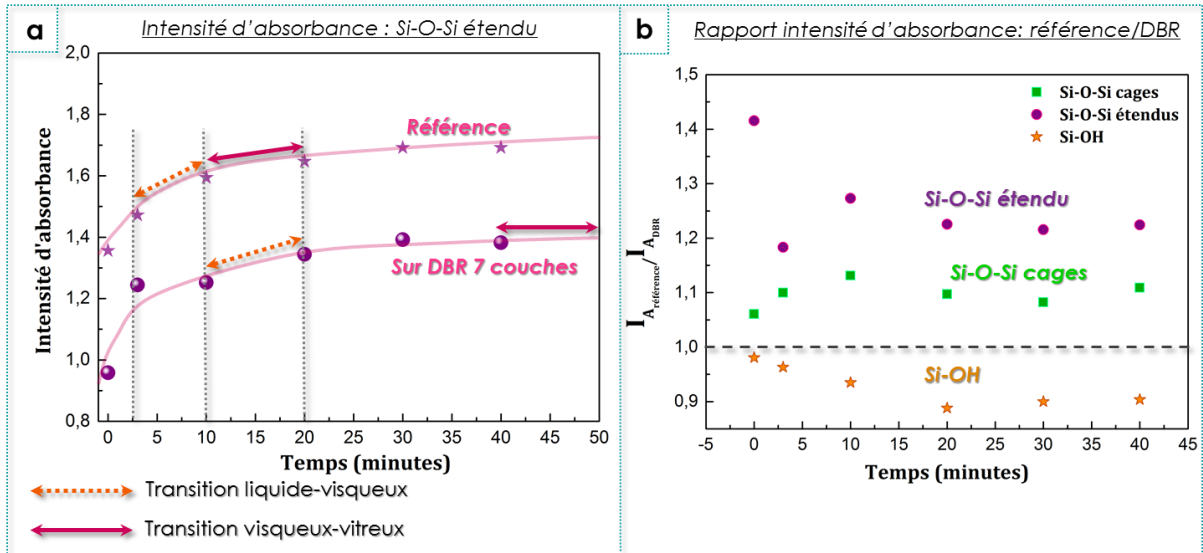 a
Intensité d'absorbance : Si-O-Si étendu
2,0
1,8
1,6
1,4
1,2
1,0
0,8
Intensité d'absorbance
Référence
Sur DBR 7 couches
0 5 10 15 20 25 30 35 40 45 50
Temps (minutes)
Transition liquide-visqueux
Transition visqueux-vitreux
b
Rapport intensité d'absorbance: référence/DBR
1,5
1,4
1,3
1,2
1,1
1,0
0,9
I A référence / I A DBR
Si-O-Si cages
Si-O-Si étendus
Si-OH
Si-O-Si étendu
Si-O-Si cages
Si-OH
-5 0 5 10 15 20 25 30 35 40 45
Temps (minutes)